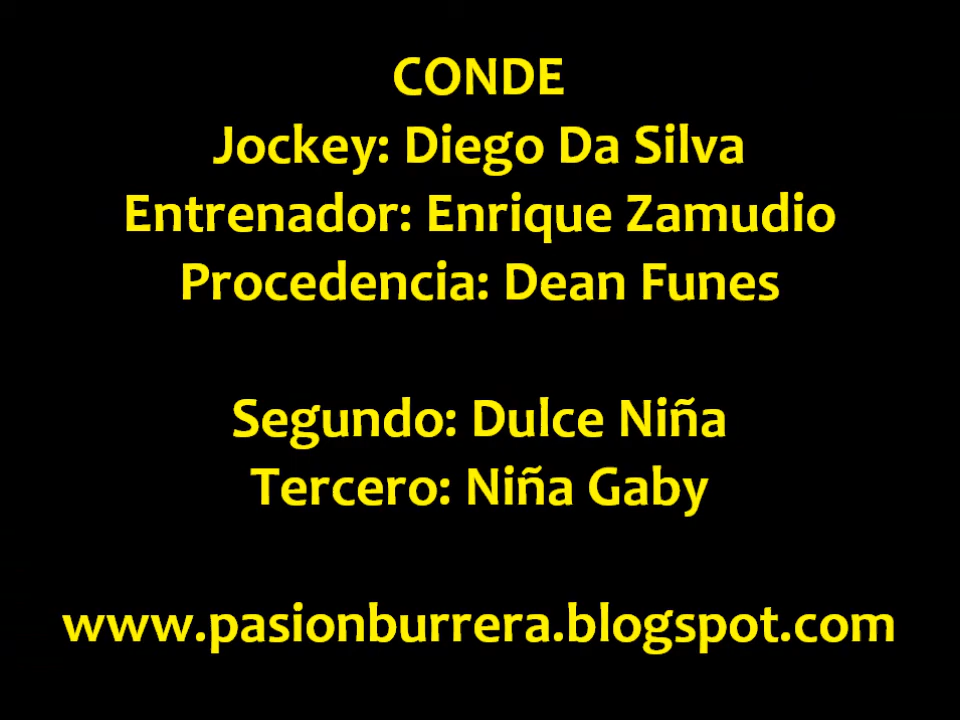 CONDE
Jockey: Diego Da Silva
Entrenador: Enrique Zamudio
Procedencia: Dean Funes
Segundo: Dulce Niña
Tercero: Niña Gaby
www.pasionburrera.blogspot.com